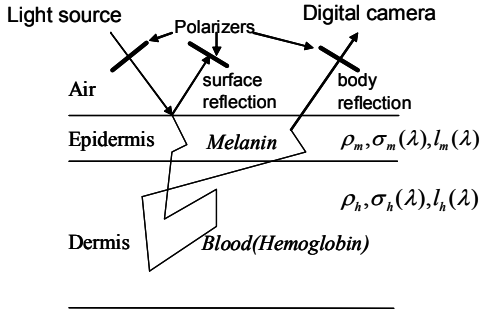 Light source
Digital camera
Polarizers
Air
surface
reflection
body
reflection
Epidermis
Melanin
ρₘ,σₘ(λ),lₘ(λ)
ρₕ,σₕ(λ),lₕ(λ)
Dermis
Blood(Hemoglobin)